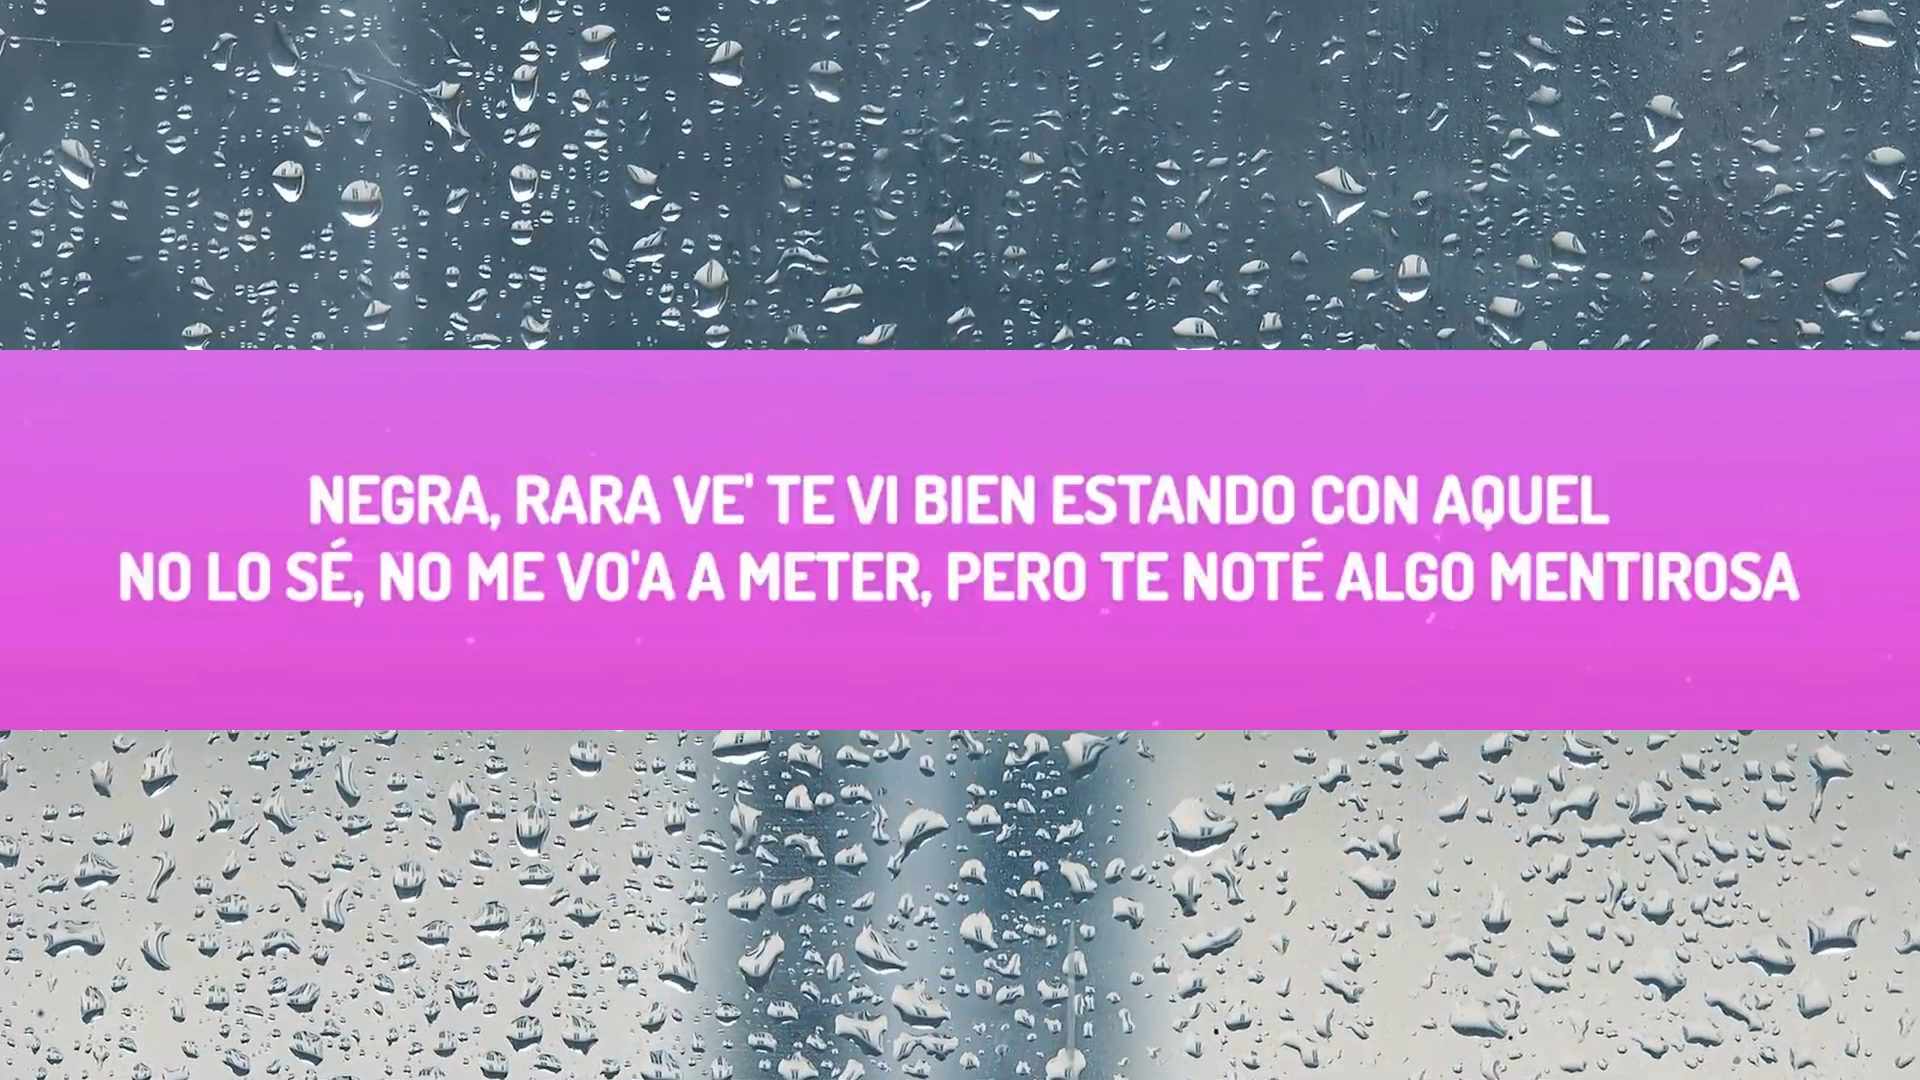 NEGRA, RARA VE' TE VI BIEN ESTANDO CON AQUEL
NO LO SÉ, NO ME VO'A A METER, PERO TE NOTÉ ALGO MENTIROSA